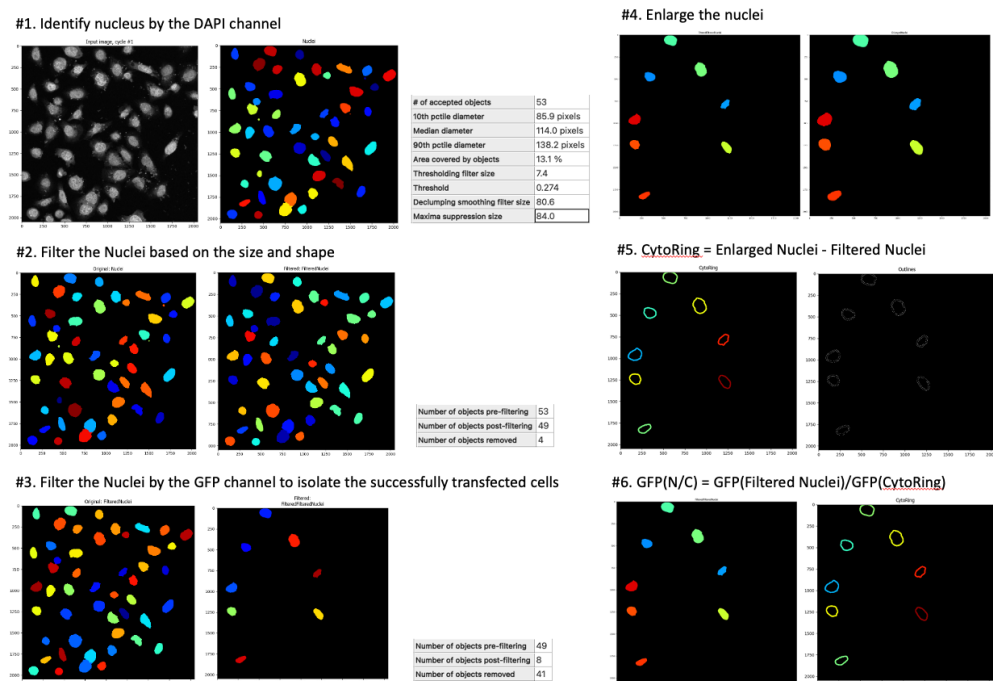 #1. Identify nucleus by the DAPI channel
Input image, cycle #1
Nuclei
# of accepted objects 53
10th pctile diameter 85.9 pixels
Median diameter 114.0 pixels
90th pctile diameter 138.2 pixels
Area covered by objects 13.1 %
Thresholding filter size 7.4
Threshold 0.274
Declumping smoothing filter size 80.6
Maxima suppression size 84.0
#2. Filter the Nuclei based on the size and shape
Original: Nuclei
Filtered: FilteredNuclei
Number of objects pre-filtering 53
Number of objects post-filtering 49
Number of objects removed 4
#3. Filter the Nuclei by the GFP channel to isolate the successfully transfected cells
Original: FilteredNuclei
Filtered:
FilteredFilteredNuclei
Number of objects pre-filtering 49
Number of objects post-filtering 8
Number of objects removed 41
#4. Enlarge the nuclei
#5. CytoRing = Enlarged Nuclei - Filtered Nuclei
CytoRing
Outlines
#6. GFP(N/C) = GFP(Filtered Nuclei)/GFP(CytoRing)
CytoRing